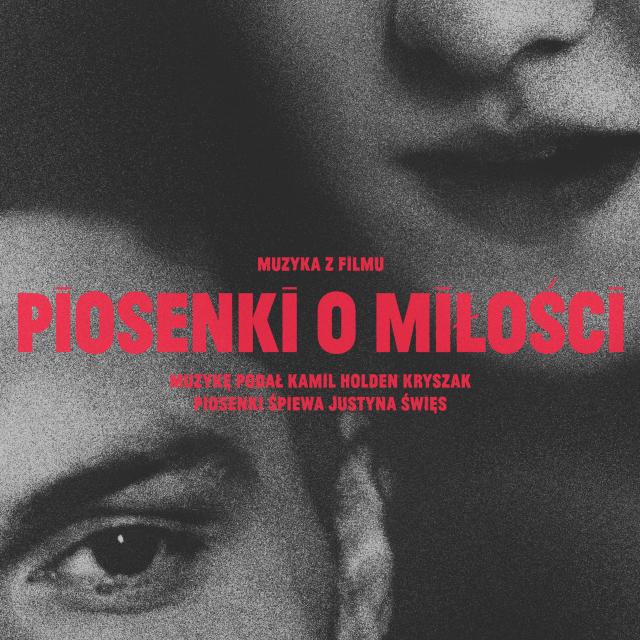 MUZYKA Z FILMU
PIOSENKI O MIŁOŚCI
MUZYKĘ PODAŁ KAMIL HOLDEN KRYSZAK
PIOSENKI ŚPIEWA JUSTYNA ŚWIĘS